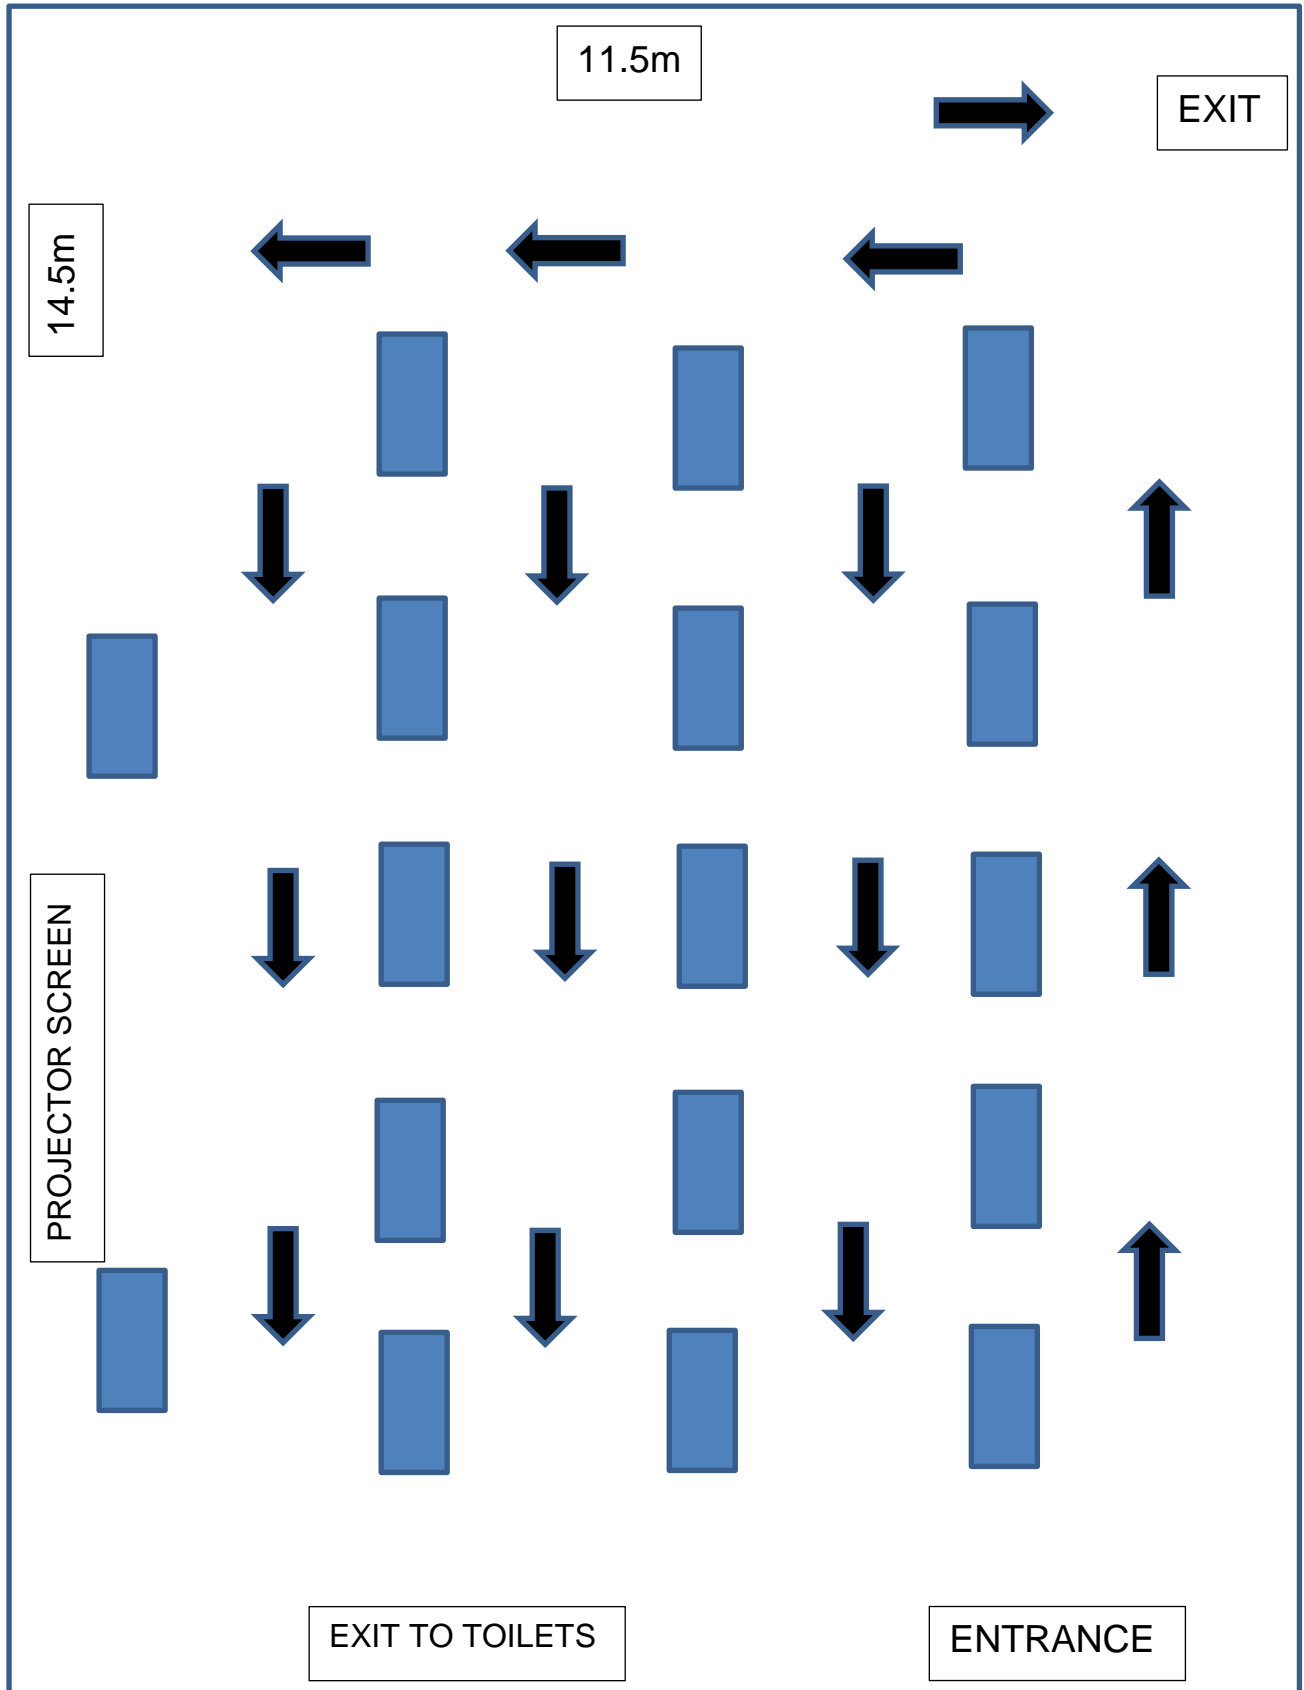 11.5m
EXIT
14.5m
PROJECTOR SCREEN
EXIT TO TOILETS
ENTRANCE